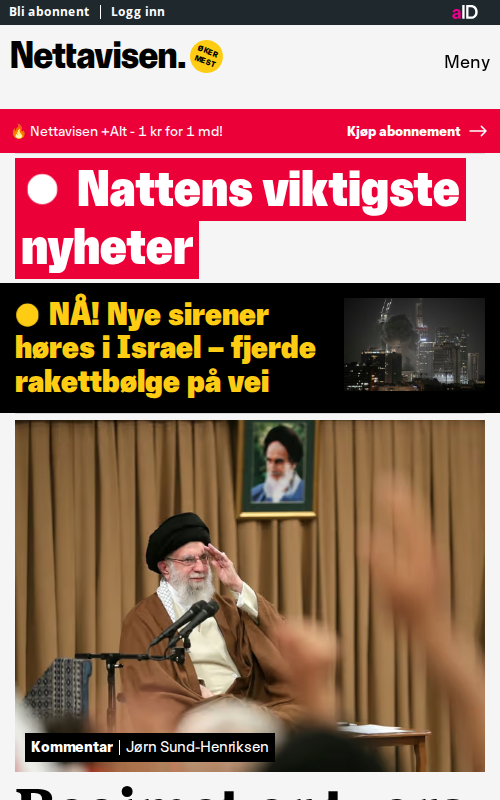 Bli abonnent | Logg inn
aID
Nettavisen.
ØKER
MEST
Meny
🔥 Nettavisen +Alt - 1 kr for 1 md!
Kjøp abonnement →
Nattens viktigste
nyheter
NÅ! Nye sirener
høres i Israel – fjerde
rakettbølge på vei
Kommentar | Jørn Sund-Henriksen